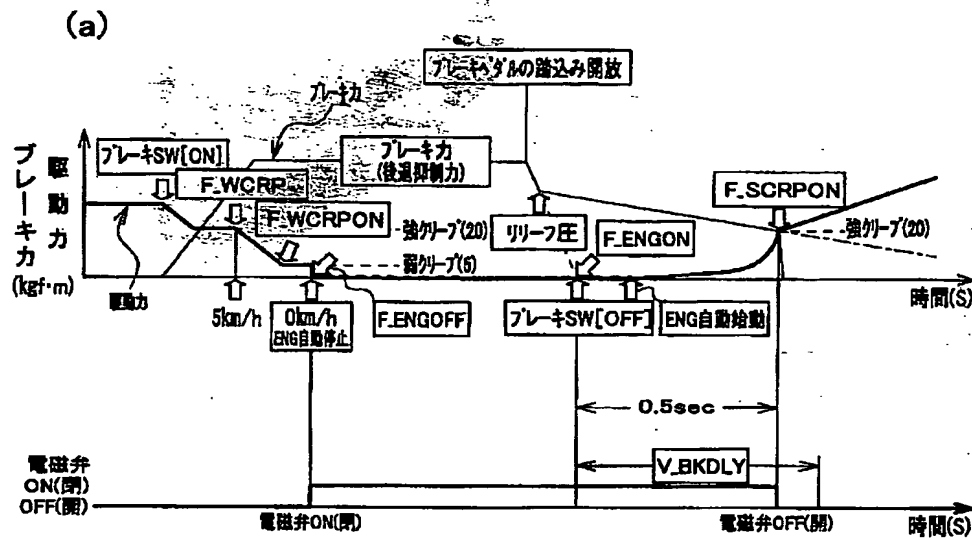 (a)
ブレーキペダルの踏込み開放
ブレーキ力
ブレーキSW[ON]
ブレーキ力
(後退抑制力)
F_WCRP
F_SCRPON
駆動力
ブレーキ力
(kgf·m)
F_WCRPON
強クリープ(20)
リリーフ圧
F_ENGON
強クリープ(20)
弱クリープ(5)
駆動力
5km/h
0km/h
ENG自動停止
F_ENGOFF
ブレーキSW[OFF]
ENG自動始動
時間(S)
0.5sec
V_BKDLY
電磁弁
ON(閉)
OFF(開)
電磁弁ON(閉)
電磁弁OFF(開)
時間(S)